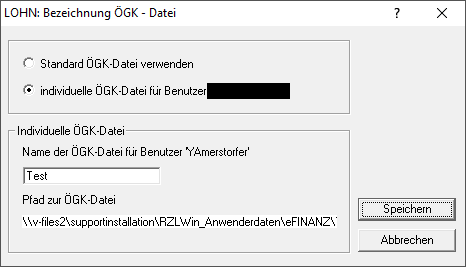 LOHN: Bezeichnung ÖGK - Datei ? ×
Standard ÖGK-Datei verwenden
individuelle ÖGK-Datei für Benutzer
Individuelle ÖGK-Datei
Name der ÖGK-Datei für Benutzer 'YAmerstorfer'
Test
Pfad zur ÖGK-Datei
\\v-files2\supportinstallation\RZLWin_Anwenderdaten\eFINANZ\
Speichern
Abbrechen